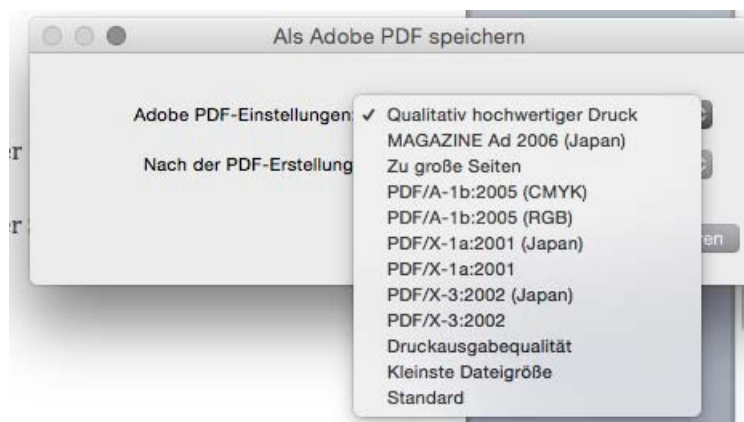 Als Adobe PDF speichern
Adobe PDF-Einstellungen: ✓ Qualitativ hochwertiger Druck
MAGAZINE Ad 2006 (Japan)
Nach der PDF-Erstellung
Zu große Seiten
PDF/A-1b:2005 (CMYK)
PDF/A-1b:2005 (RGB)
PDF/X-1a:2001 (Japan)
PDF/X-1a:2001
PDF/X-3:2002 (Japan)
PDF/X-3:2002
Druckausgabequalität
Kleinste Dateigröße
Standard